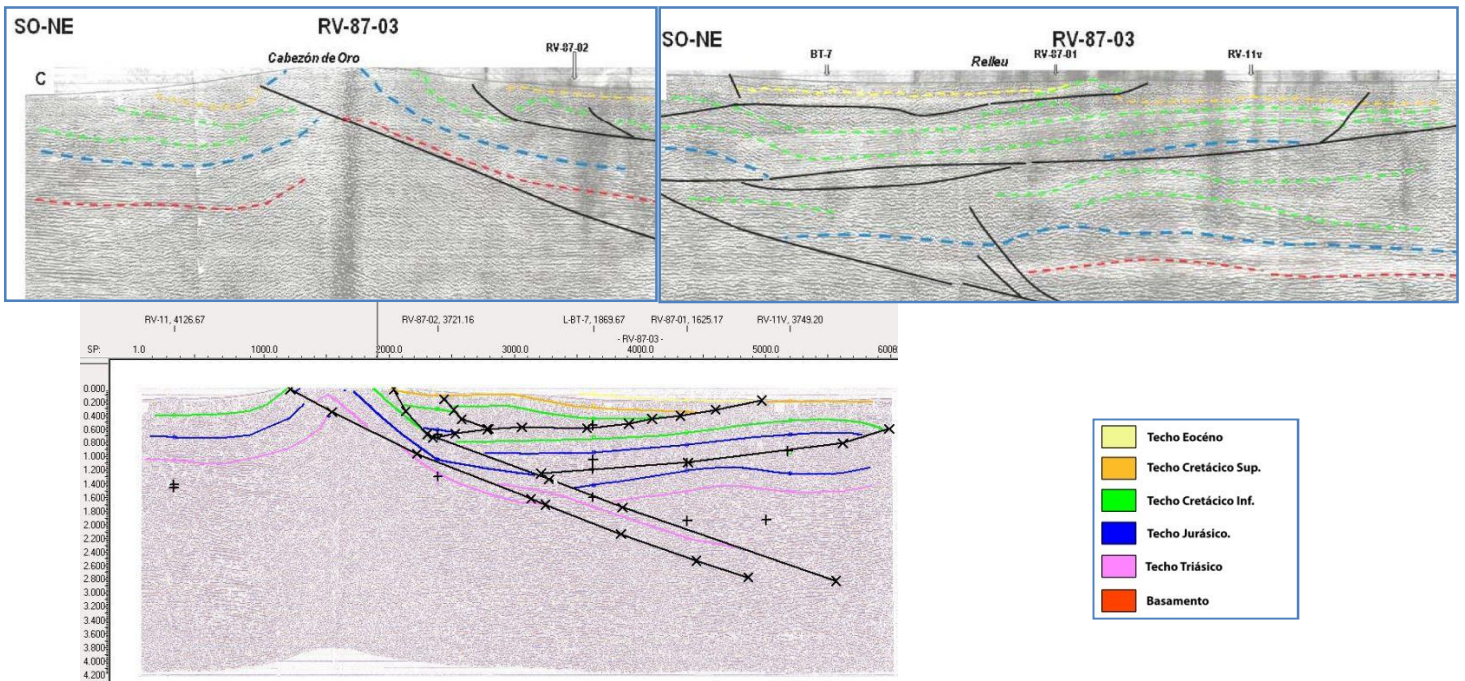 SO-NE RV-87-03
RV-87-02
Cabezón de Oro
C
SO-NE RV-87-03
BT-7 Relleu RV-87-01 RV-11v
RV-11, 4126.67 RV-87-02, 3721.16 L-BT-7, 1869.67 RV-87-01, 1625.17 RV-11V, 3749.20
- RV-87-03 -
SP: 1.0 1000.0 2000.0 3000.0 4000.0 5000.0 6008
0.000
0.200
0.400
0.600
0.800
1.000
1.200
1.400
1.600
1.800
2.000
2.200
2.400
2.600
2.800
3.000
3.200
3.400
3.600
3.800
4.000
4.200
Techo Eocéno
Techo Cretácico Sup.
Techo Cretácico Inf.
Techo Jurásico.
Techo Triásico
Basamento